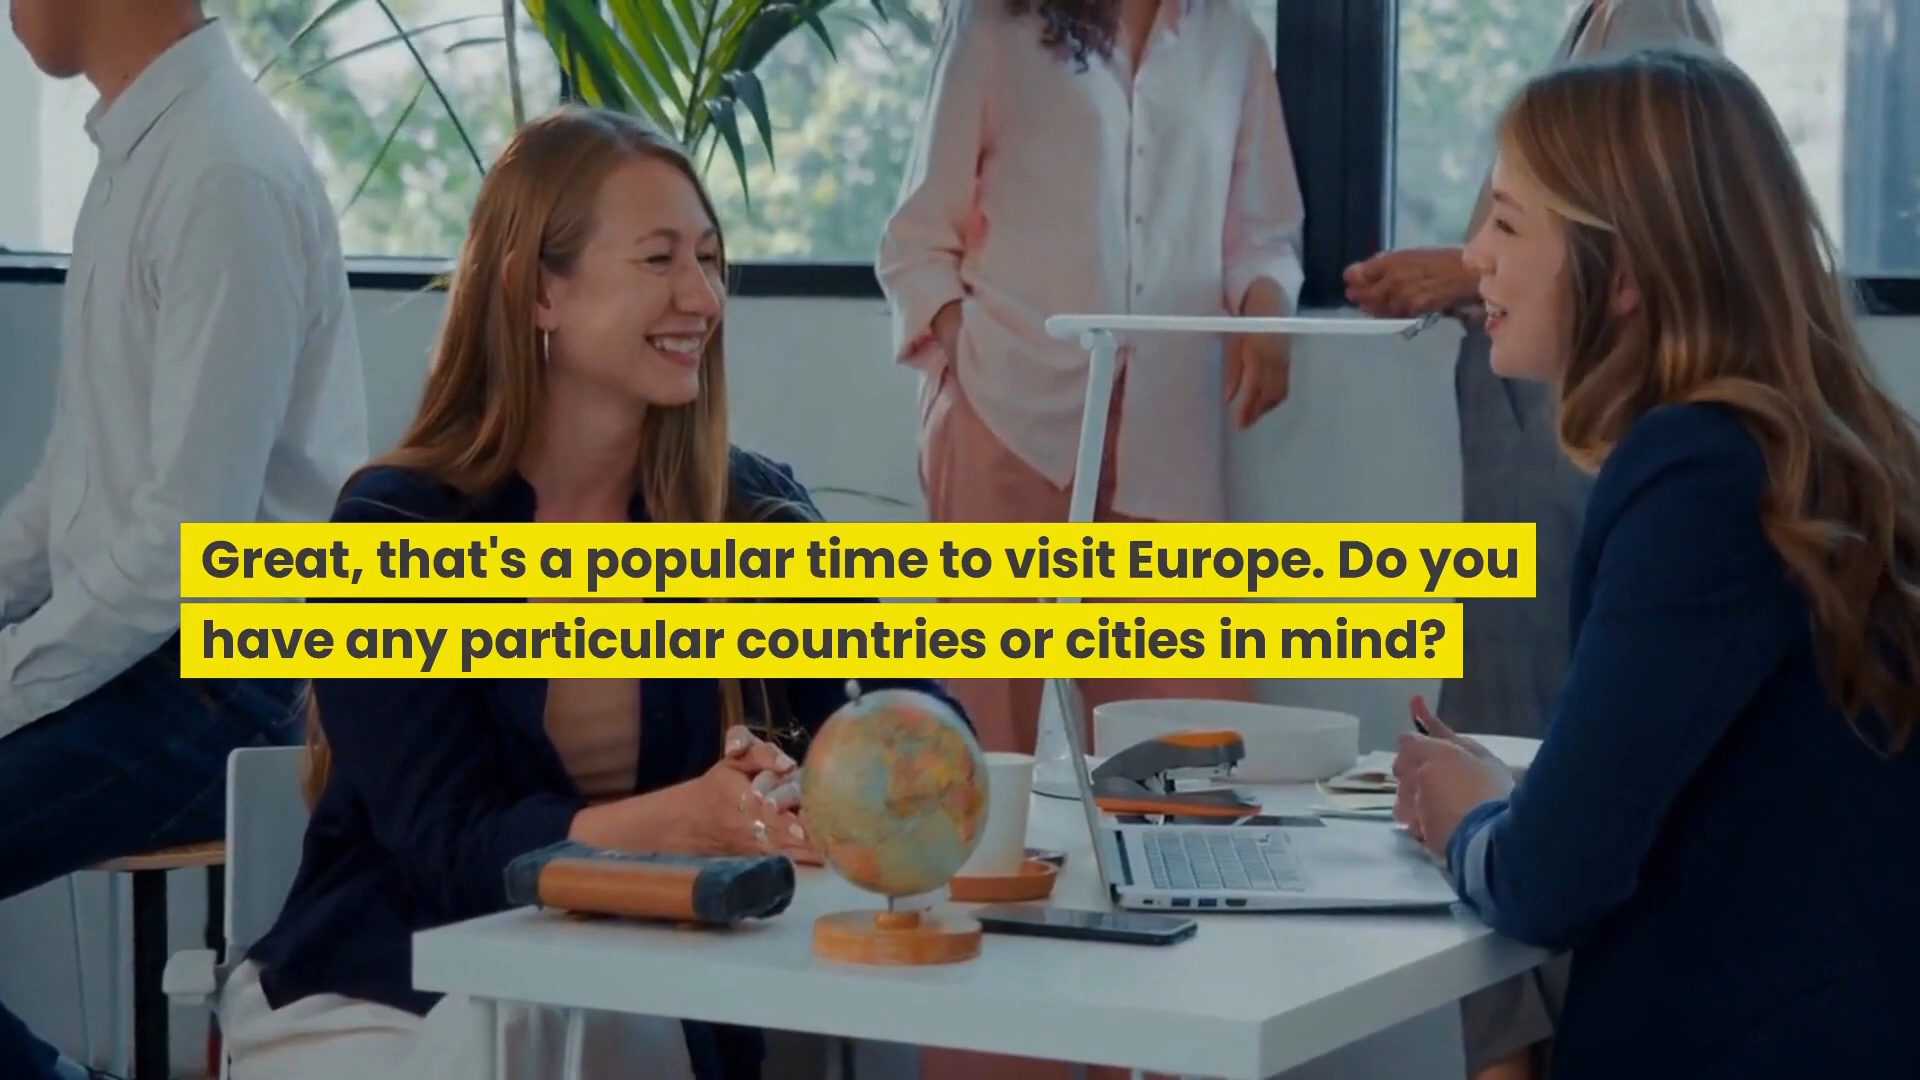 Great, that's a popular time to visit Europe. Do you
have any particular countries or cities in mind?